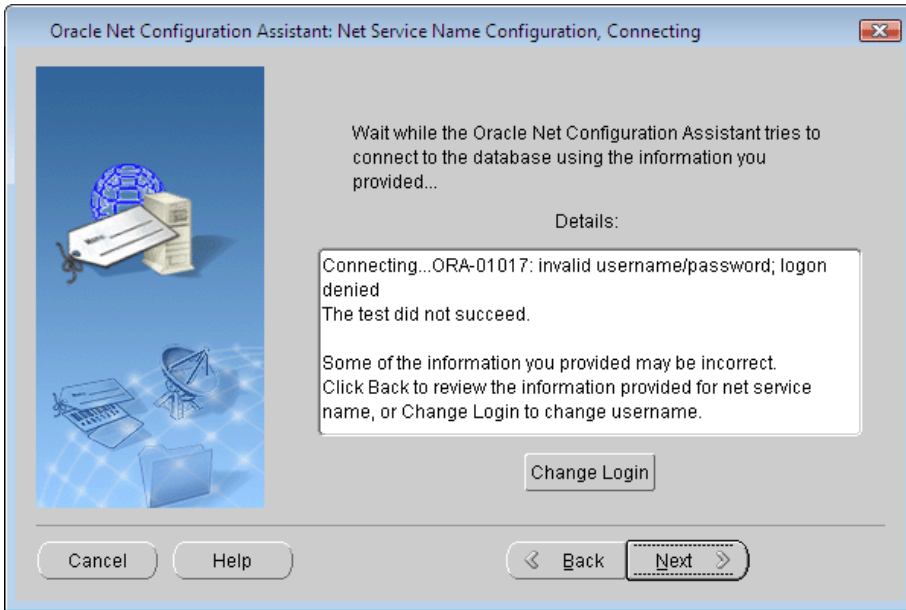 Oracle Net Configuration Assistant: Net Service Name Configuration, Connecting
Wait while the Oracle Net Configuration Assistant tries to
connect to the database using the information you
provided...
Details:
Connecting...ORA-01017: invalid username/password; logon
denied
The test did not succeed.
Some of the information you provided may be incorrect.
Click Back to review the information provided for net service
name, or Change Login to change username.
Change Login
Cancel
Help
Back
Next